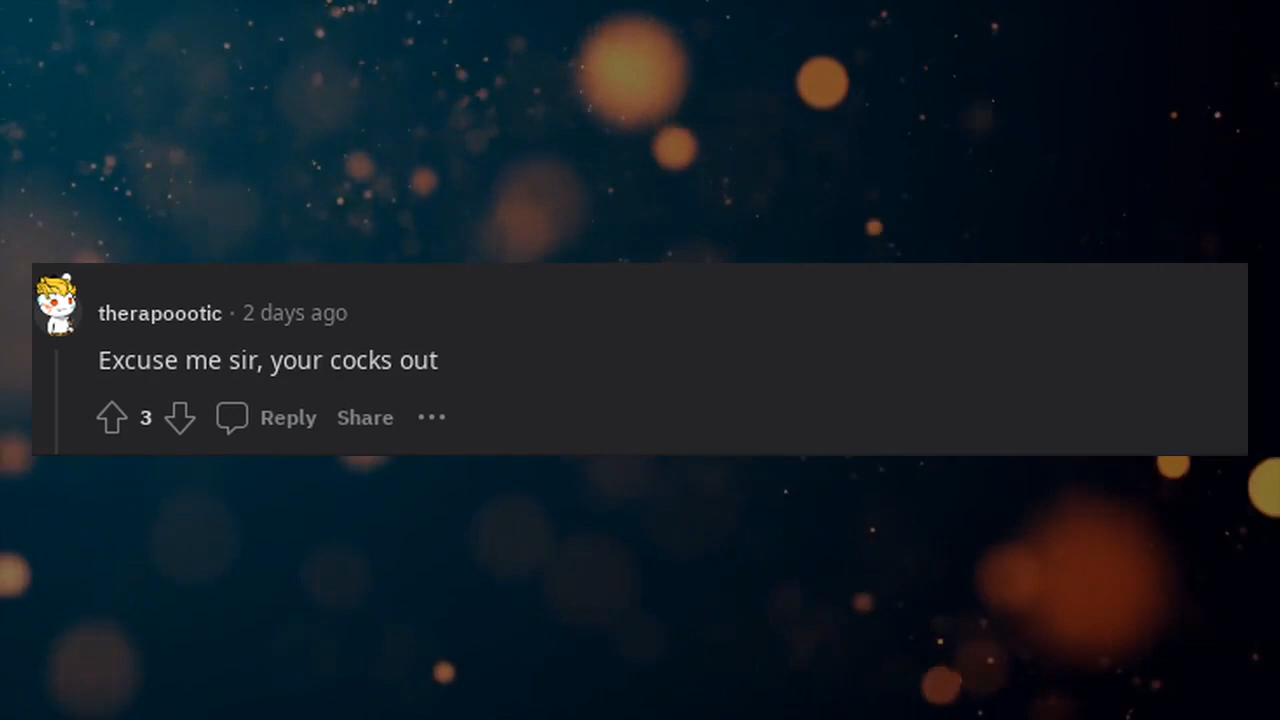 therapoootic · 2 days ago
Excuse me sir, your cocks out
3 Reply Share ···